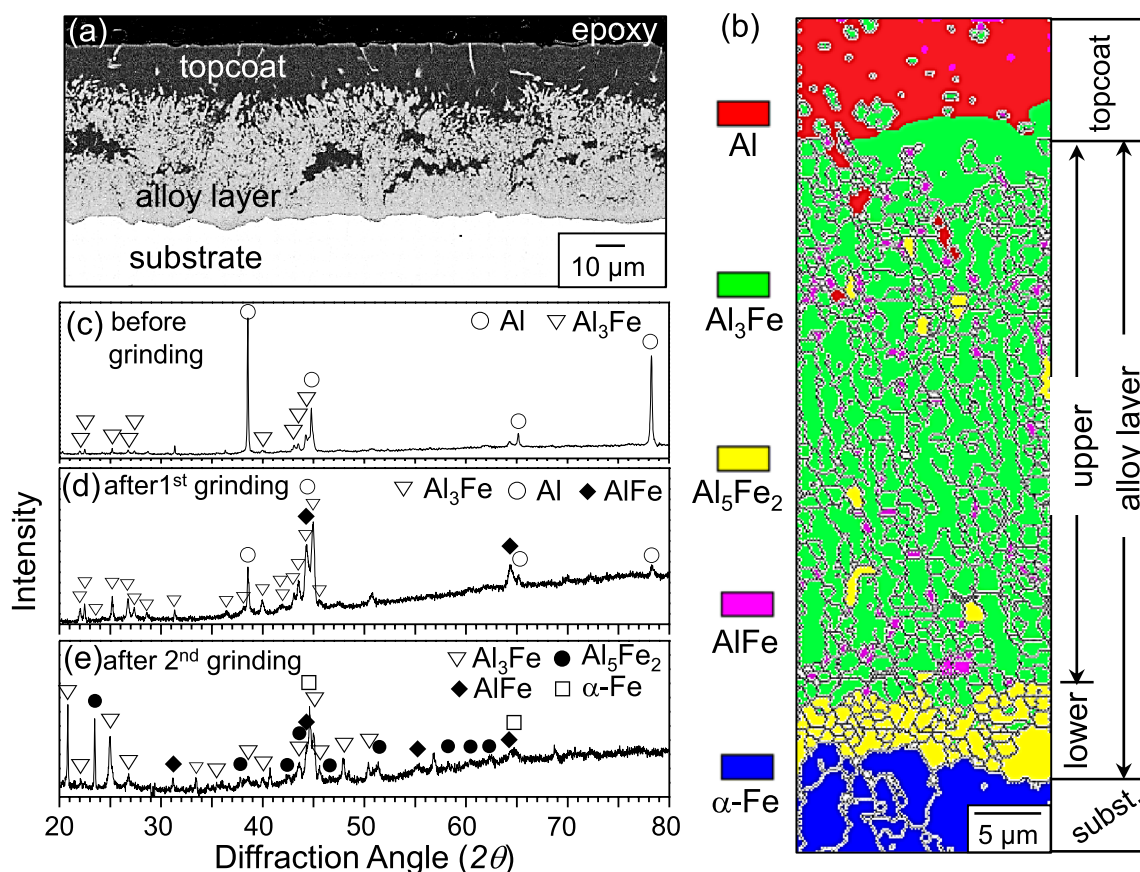 (a)
epoxy
topcoat
alloy layer
substrate
10 µm
(b)
Al
Al3Fe
Al5Fe2
AlFe
α-Fe
topcoat
upper
alloy layer
lower
subst.
5 µm
(c) before grinding
○ Al ▽ Al3Fe
(d) after1st grinding ▽ Al3Fe ○ Al ◆ AlFe
(e) after 2nd grinding ▽ Al3Fe ● Al5Fe2
◆ AlFe □ α-Fe
Intensity
20 30 40 50 60 70 80
Diffraction Angle (2θ)